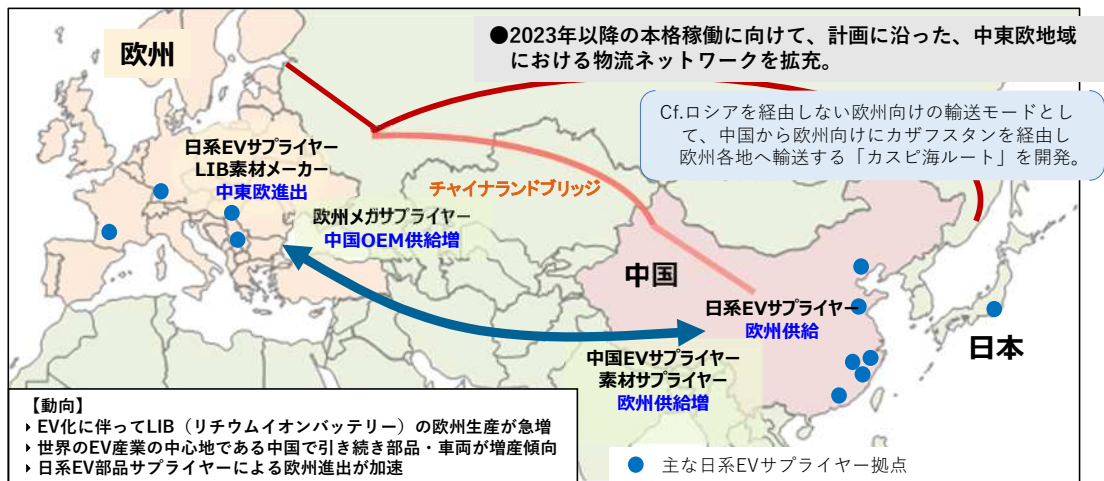 欧州
●2023年以降の本格稼働に向けて、計画に沿った、中東欧地域
における物流ネットワークを拡充。
Cf.ロシアを経由しない欧州向けの輸送モードとし
て、中国から欧州向けにカザフスタンを経由し
欧州各地へ輸送する「カスピ海ルート」を開発。
日系EVサプライヤー
LIB素材メーカー
中東欧進出
チャイナランドブリッジ
欧州メガサプライヤー
中国OEM供給増
中国
日系EVサプライヤー
欧州供給
日本
中国EVサプライヤー
素材サプライヤー
欧州供給増
【動向】
▸ EV化に伴ってLIB（リチウムイオンバッテリー）の欧州生産が急増
▸ 世界のEV産業の中心地である中国で引き続き部品・車両が増産傾向
▸ 日系EV部品サプライヤーによる欧州進出が加速
● 主な日系EVサプライヤー拠点